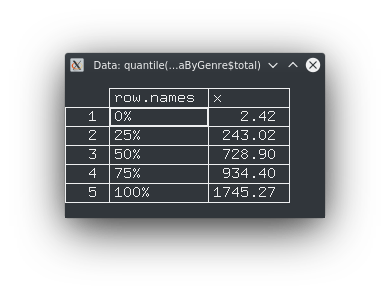 Data: quantile(...aByGenre$total)
row.names x
1 0% 2.42
2 25% 243.02
3 50% 728.90
4 75% 934.40
5 100% 1745.27